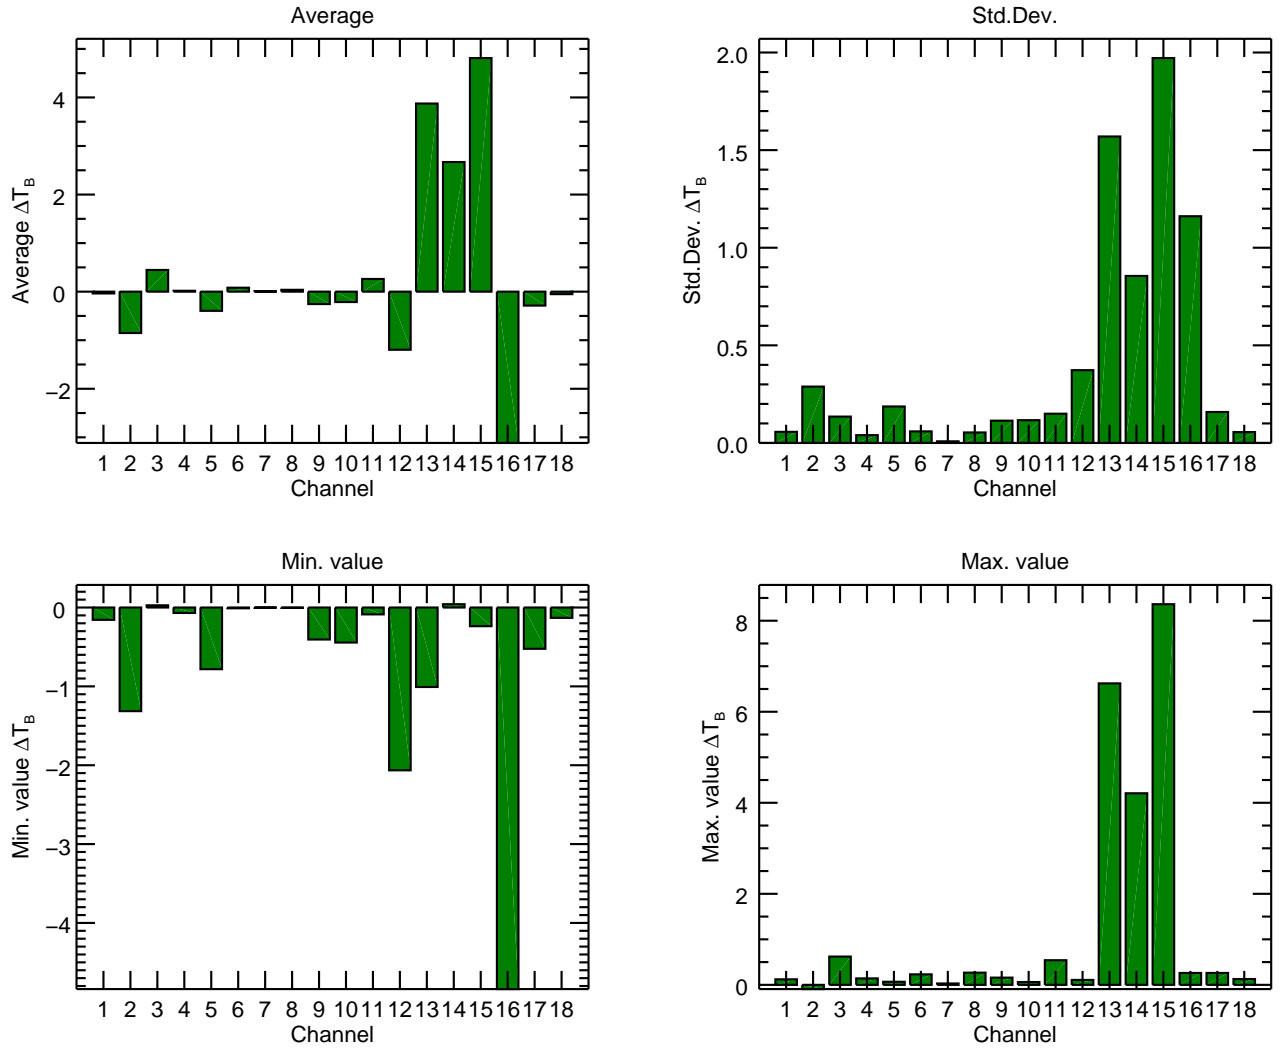 Average
4
2
0
−2
Average ΔTB
1 2 3 4 5 6 7 8 9 10 11 12 13 14 15 16 17 18
Channel
Std.Dev.
2.0
1.5
1.0
0.5
0.0
Std.Dev. ΔTB
1 2 3 4 5 6 7 8 9 10 11 12 13 14 15 16 17 18
Channel
Min. value
0
−1
−2
−3
−4
Min. value ΔTB
1 2 3 4 5 6 7 8 9 10 11 12 13 14 15 16 17 18
Channel
Max. value
8
6
4
2
0
Max. value ΔTB
1 2 3 4 5 6 7 8 9 10 11 12 13 14 15 16 17 18
Channel